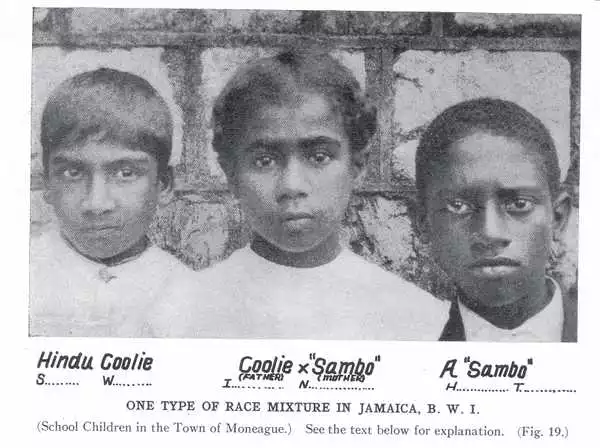 Hindu Coolie Coolie x "Sambo" A "Sambo"
(FATHER) (MOTHER)
S......... W.......... I............ N................... H.............. T.............
ONE TYPE OF RACE MIXTURE IN JAMAICA, B. W. I.
(School Children in the Town of Moneague.) See the text below for explanation. (Fig. 19.)